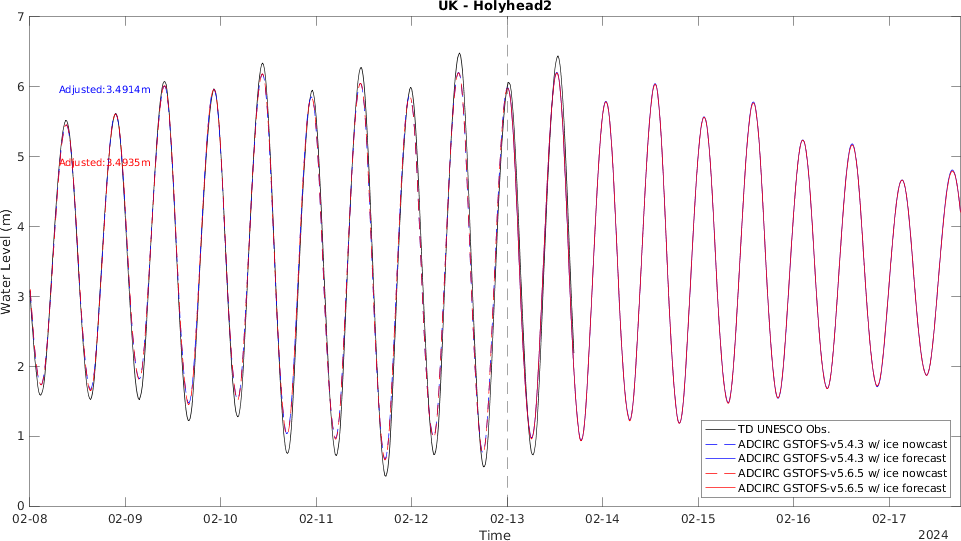 UK - Holyhead2
7
6
5
4
3
2
1
0
Water Level (m)
Adjusted:3.4914m
Adjusted:3.4935m
TD UNESCO Obs.
ADCIRC GSTOFS-v5.4.3 w/ ice nowcast
ADCIRC GSTOFS-v5.4.3 w/ ice forecast
ADCIRC GSTOFS-v5.6.5 w/ ice nowcast
ADCIRC GSTOFS-v5.6.5 w/ ice forecast
02-08 02-09 02-10 02-11 02-12 02-13 02-14 02-15 02-16 02-17
Time
2024